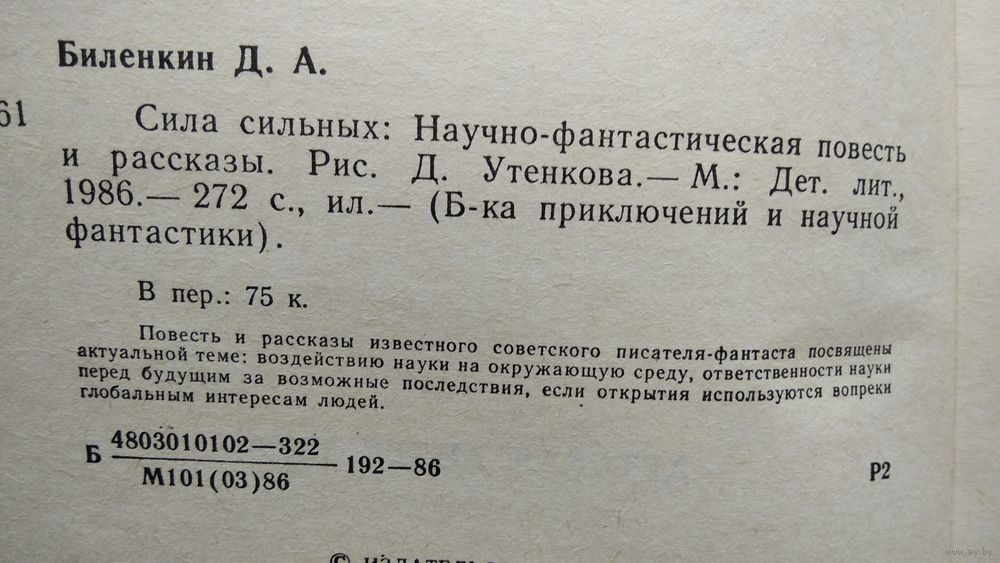 Биленкин Д. А.
61
Сила сильных: Научно-фантастическая повесть
и рассказы. Рис. Д. Утенкова.— М.: Дет. лит.,
1986.— 272 с., ил.— (Б-ка приключений и научной
фантастики).
В пер.: 75 к.
Повесть и рассказы известного советского писателя-фантаста посвящены
актуальной теме: воздействию науки на окружающую среду, ответственности науки
перед будущим за возможные последствия, если открытия используются вопреки
глобальным интересам людей.
Б 4803010102—322
М101(03)86
192—86
Р2
©
www.ay.by